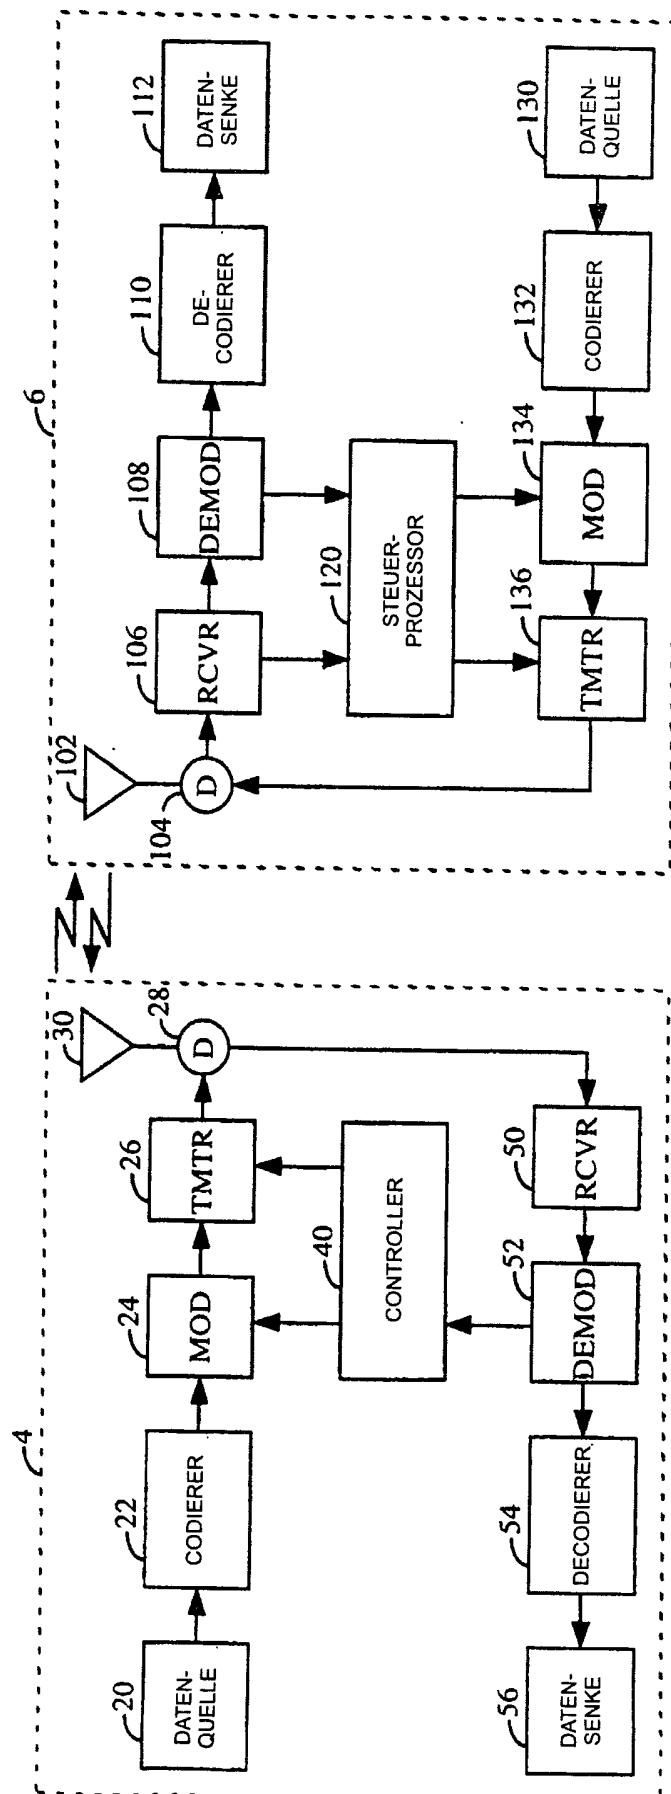 4
20
DATEN-
QUELLE
22
CODIERER
24
MOD
26
TMTR
28
D
30
40
CONTROLLER
50
RCVR
52
DEMOD
54
DECODIERER
56
DATEN-
SENKE
6
102
104
D
106
RCVR
108
DEMOD
110
DE-
CODIERER
112
DATEN-
SENKE
120
STEUER-
PROZESSOR
130
DATEN-
QUELLE
132
CODIERER
134
MOD
136
TMTR